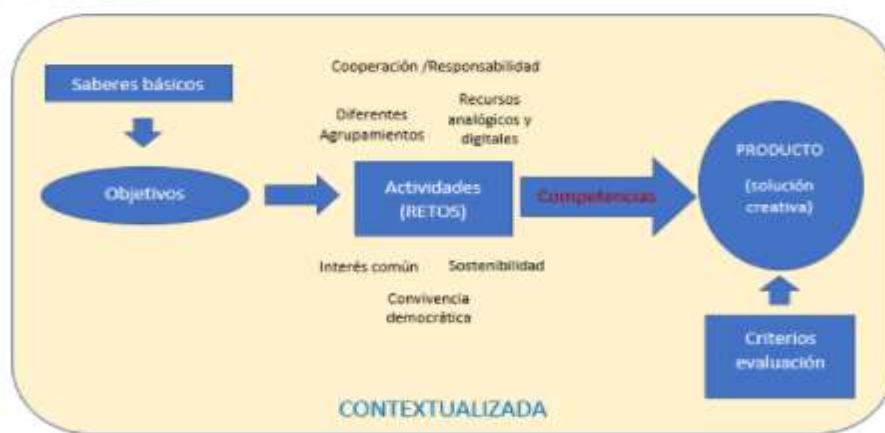 Cooperación /Responsabilidad
Saberes básicos
Diferentes
Agrupamientos
Recursos
analógicos y
digitales
Objetivos
Actividades
(RETOS)
Competencias
PRODUCTO
(solución
creativa)
Interés común
Sostenibilidad
Convivencia
democrática
Criterios
evaluación
CONTEXTUALIZADA